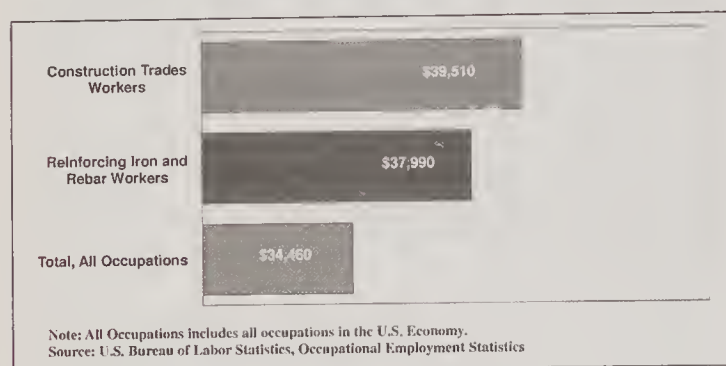 Construction Trades
Workers
$39,510
Reinforcing Iron and
Rebar Workers
$37,990
Total, All Occupations
$34,460
Note: All Occupations includes all occupations in the U.S. Economy.
Source: U.S. Bureau of Labor Statistics, Occupational Employment Statistics